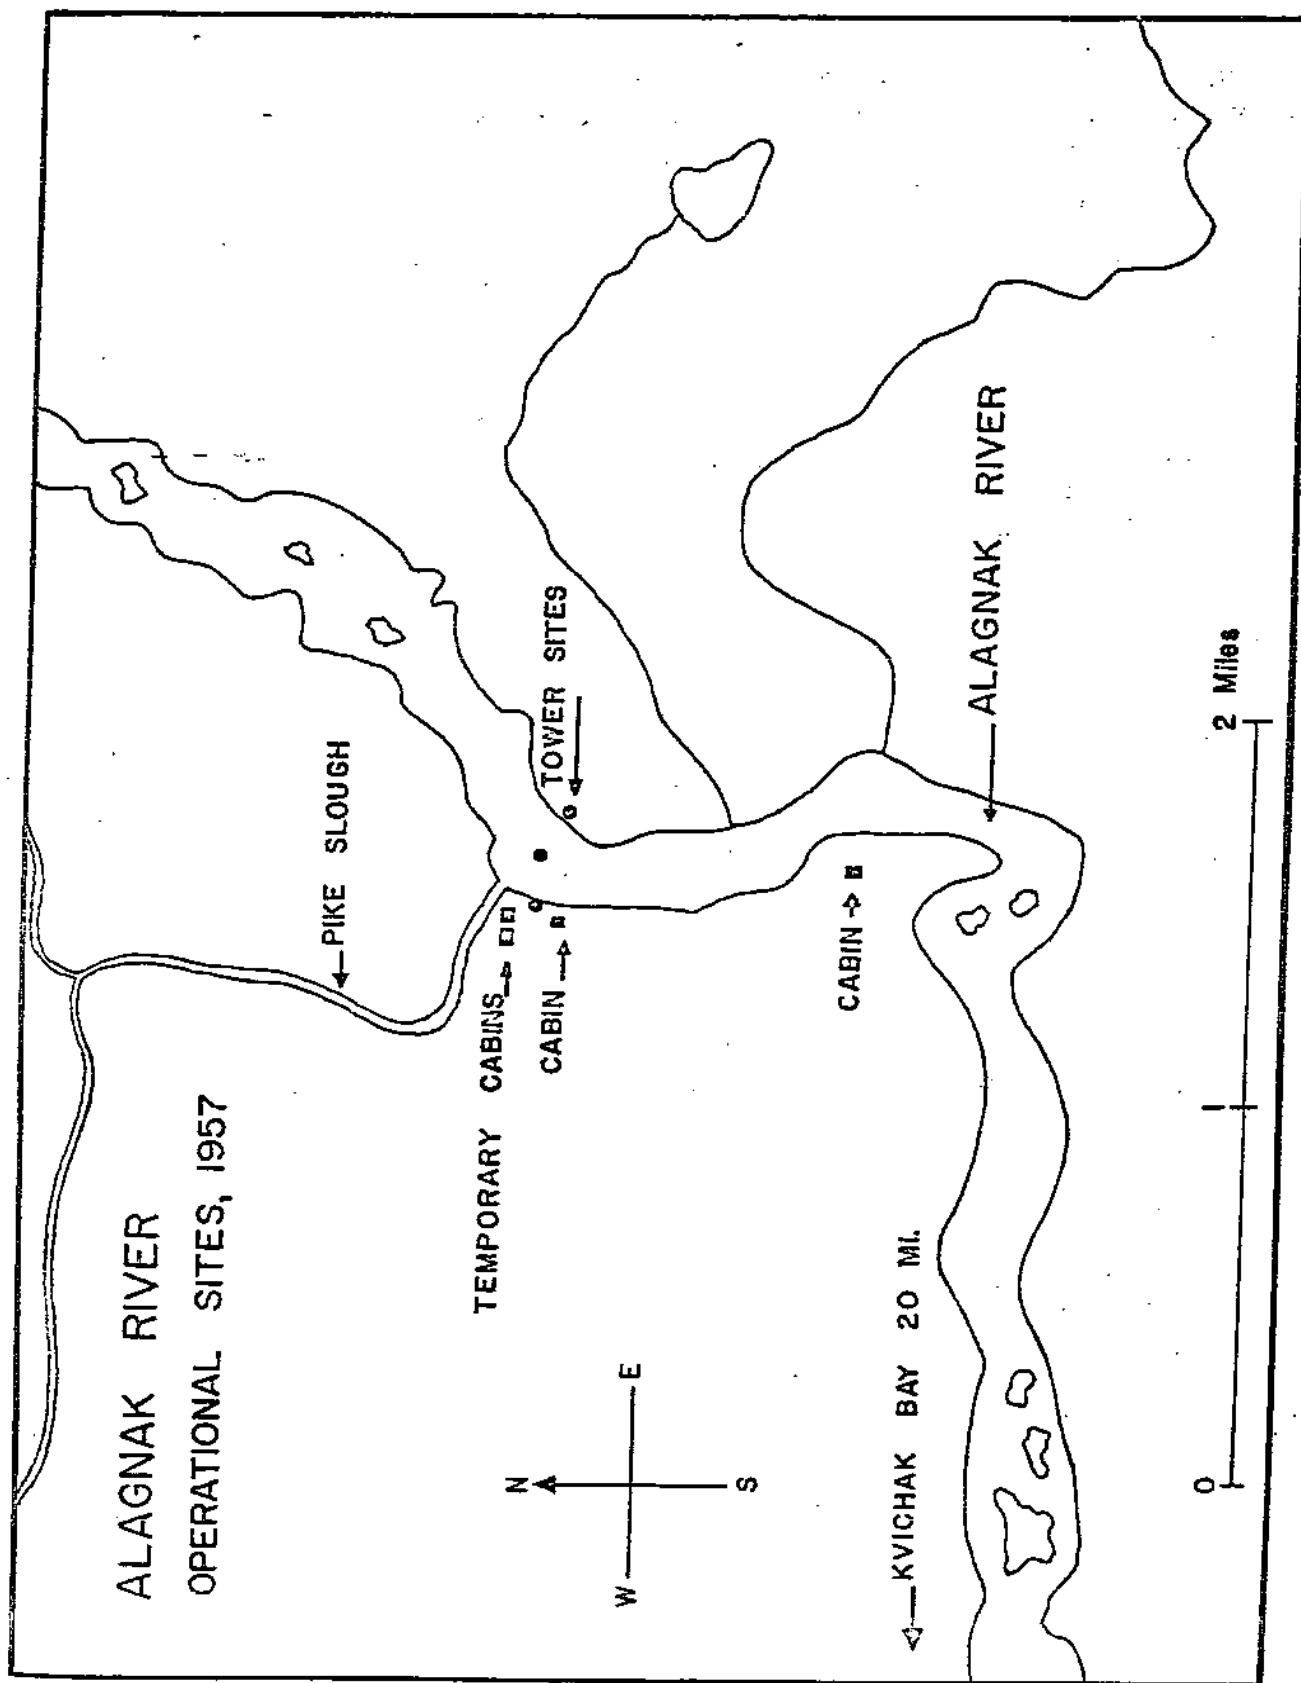 ALAGNAK RIVER
OPERATIONAL SITES, 1957
PIKE SLOUGH
TEMPORARY CABINS
CABIN
TOWER SITES
N
W
E
S
CABIN
ALAGNAK RIVER
KVICHAK BAY 20 MI.
0
1
2 Miles